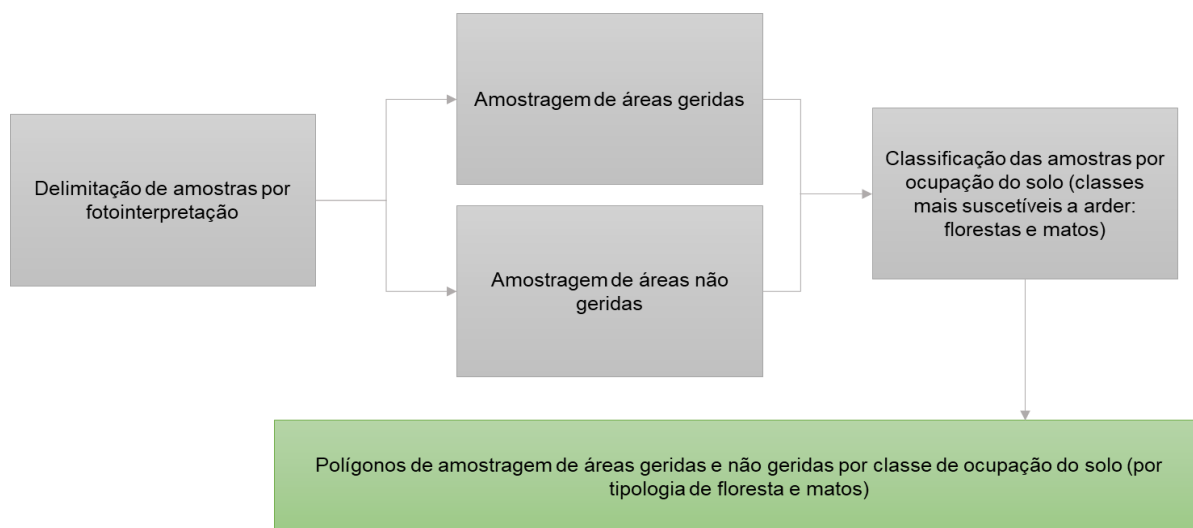 Delimitação de amostras por
fotointerpretação
Amostragem de áreas geridas
Amostragem de áreas não
geridas
Classificação das amostras por
ocupação do solo (classes
mais suscetíveis a arder:
florestas e matos)
Polígonos de amostragem de áreas geridas e não geridas por classe de ocupação do solo (por
tipologia de floresta e matos)